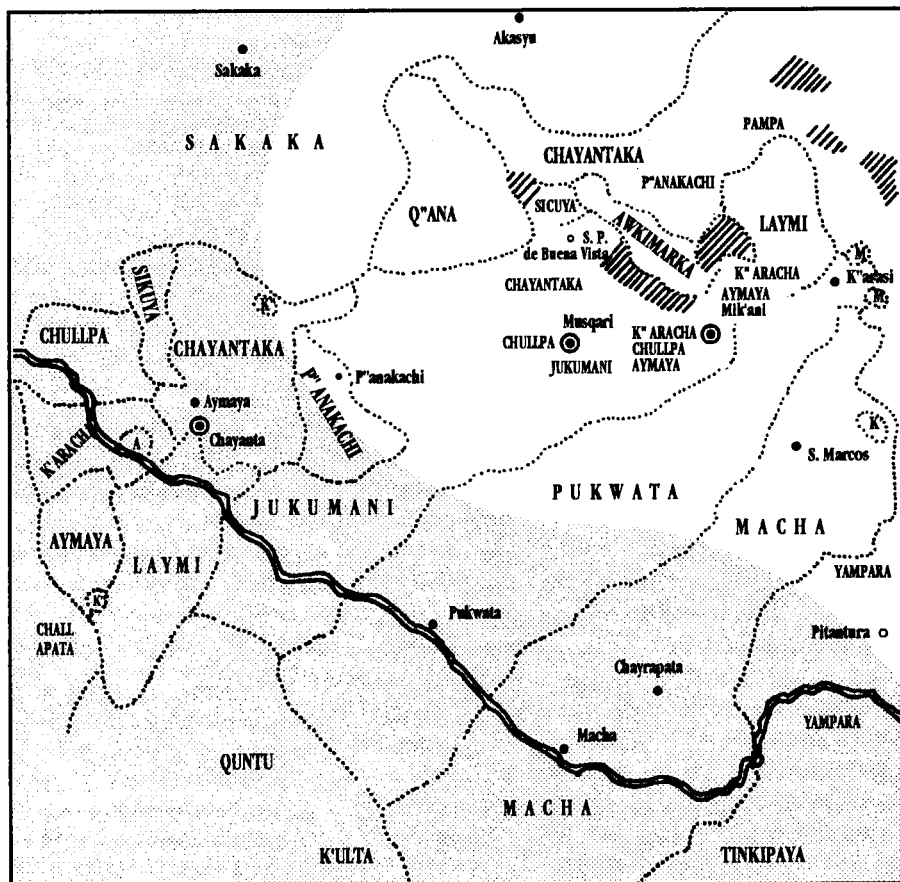 Akasyu
Sakaka
S A K A K A
PAMPA
CHAYANTAKA
P"ANAKACHI
Q"ANA
SICUYA
LAYMI
AWKIMARKA
S. P.
de Buena Vista
M
K" ARACHA
K"arasi
CHAYANTAKA
AYMAYA
Mik'ani
M
SIKUYA
K"
CHULLPA
CHAYANTAKA
Musqari
CHULLPA
JUKUMANI
K" ARACHA
CHULLPA
AYMAYA
P" ANAKACHI
P"anakachi
Aymaya
Chayanta
K" ARACHA
A
K
S. Marcos
JUKUMANI
PUKWATA
MACHA
AYMAYA
LAYMI
YAMPARA
K
CHALL
APATA
Pukwata
Pitantura
Chayrapata
YAMPARA
Macha
QUNTU
MACHA
K'ULTA
TINKIPAYA